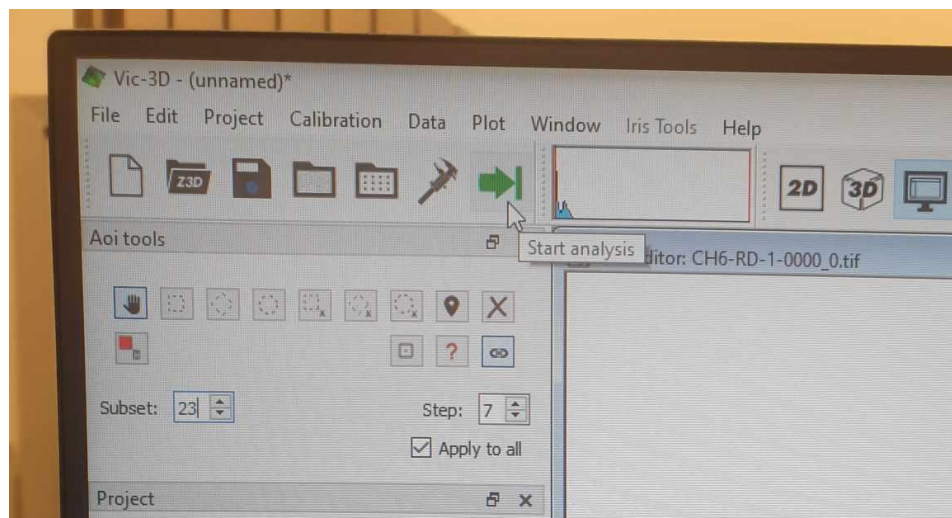 Vic-3D - (unnamed)*
File Edit Project Calibration Data Plot Window Iris Tools Help
Z3D 2D 3D
Aoi tools
Start analysis
ditor: CH6-RD-1-0000_0.tif
?
Subset: 23 Step: 7
Apply to all
Project